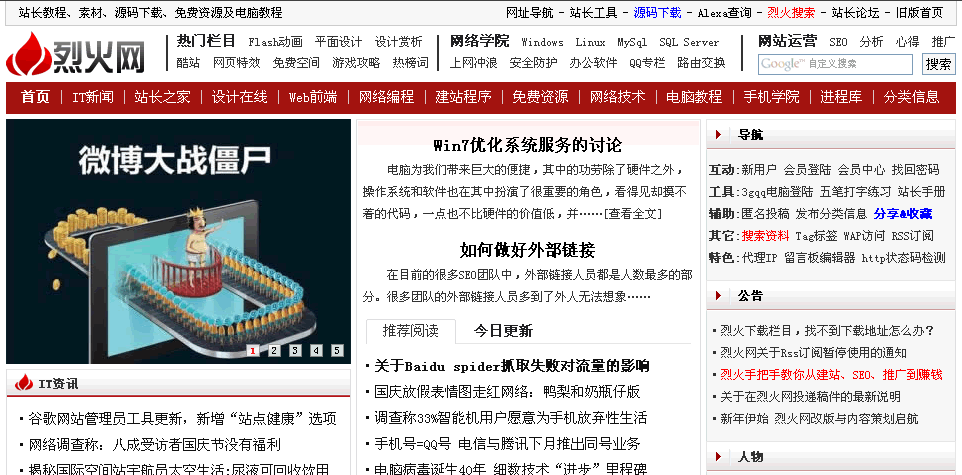 站长教程、素材、源码下载、免费资源及电脑教程
网址导航 - 站长工具 - 源码下载 - Alexa查询 - 烈火搜索 - 站长论坛 - 旧版首页
烈火网
热门栏目 Flash动画 平面设计 设计赏析
酷站 网页特效 免费空间 游戏攻略 热榜词
网络学院 Windows Linux MySql SQL Server
上网冲浪 安全防护 办公软件 QQ专栏 路由交换
网站运营 SEO 分析 心得 推广
Google™ 自定义搜索 搜索
首页 | IT新闻 | 站长之家 | 设计在线 | Web前端 | 网络编程 | 建站程序 | 免费资源 | 网络技术 | 电脑教程 | 手机学院 | 进程库 | 分类信息
微博大战僵尸
1 2 3 4 5
IT资讯
· 谷歌网站管理员工具更新，新增“站点健康”选项
· 网络调查称：八成受访者国庆节没有福利
· 揭秘国际空间站宇航员太空生活:尿液可回收饮用
Win7优化系统服务的讨论
电脑为我们带来巨大的便捷，其中的功劳除了硬件之外，
操作系统和软件也在其中扮演了很重要的角色，看得见却摸不
着的代码，一点也不比硬件的价值低，并……[查看全文]
如何做好外部链接
在目前的很多SEO团队中，外部链接人员都是人数最多的部
分。很多团队的外部链接人员多到了外人无法想象……
推荐阅读 今日更新
· 关于Baidu spider抓取失败对流量的影响
· 国庆放假表情图走红网络：鸭梨和奶瓶仔版
· 调查称33%智能机用户愿意为手机放弃性生活
· 手机号=QQ号 电信与腾讯下月推出同号业务
· 电脑病毒诞生40年 细数技术“进步”里程碑
导航
互动:新用户 会员登陆 会员中心 找回密码
工具:3gqq电脑登陆 五笔打字练习 站长手册
辅助:匿名投稿 发布分类信息 分享&收藏
其它:搜索资料 Tag标签 WAP访问 RSS订阅
特色:代理IP 留言板编辑器 http状态码检测
公告
· 烈火下载栏目，找不到下载地址怎么办？
· 烈火网关于Rss订阅暂停使用的通知
· 烈火手把手教你从建站、SEO、推广到赚钱
· 关于在烈火网投递稿件的最新说明
· 新年伊始 烈火网改版与内容策划启航
人物